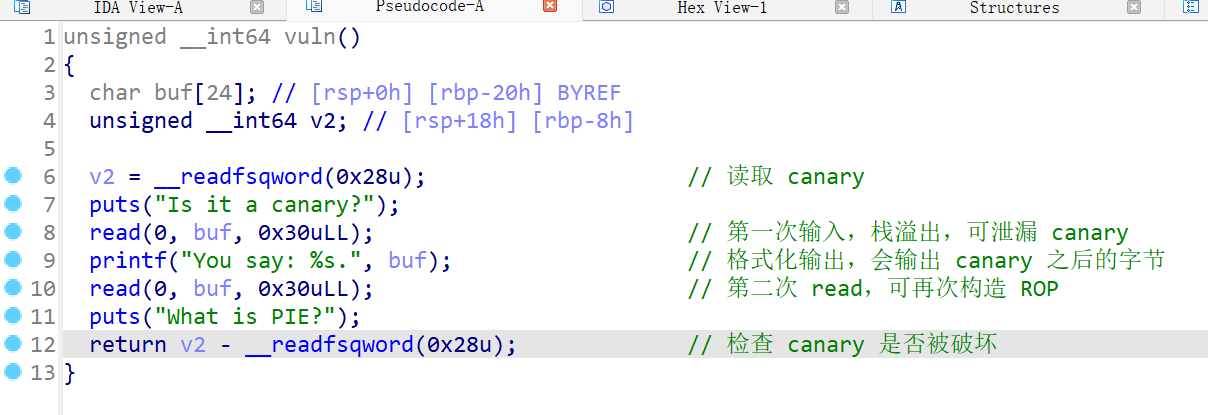 IDA View-A Pseudocode-A Hex View-1 Structures
1 unsigned __int64 vuln()
2 {
3 char buf[24]; // [rsp+0h] [rbp-20h] BYREF
4 unsigned __int64 v2; // [rsp+18h] [rbp-8h]
5
6 v2 = __readfsqword(0x28u); // 读取 canary
7 puts("Is it a canary?");
8 read(0, buf, 0x30uLL); // 第一次输入，栈溢出，可泄漏 canary
9 printf("You say: %s.", buf); // 格式化输出，会输出 canary 之后的字节
10 read(0, buf, 0x30uLL); // 第二次 read，可再次构造 ROP
11 puts("What is PIE?");
12 return v2 - __readfsqword(0x28u); // 检查 canary 是否被破坏
13 }